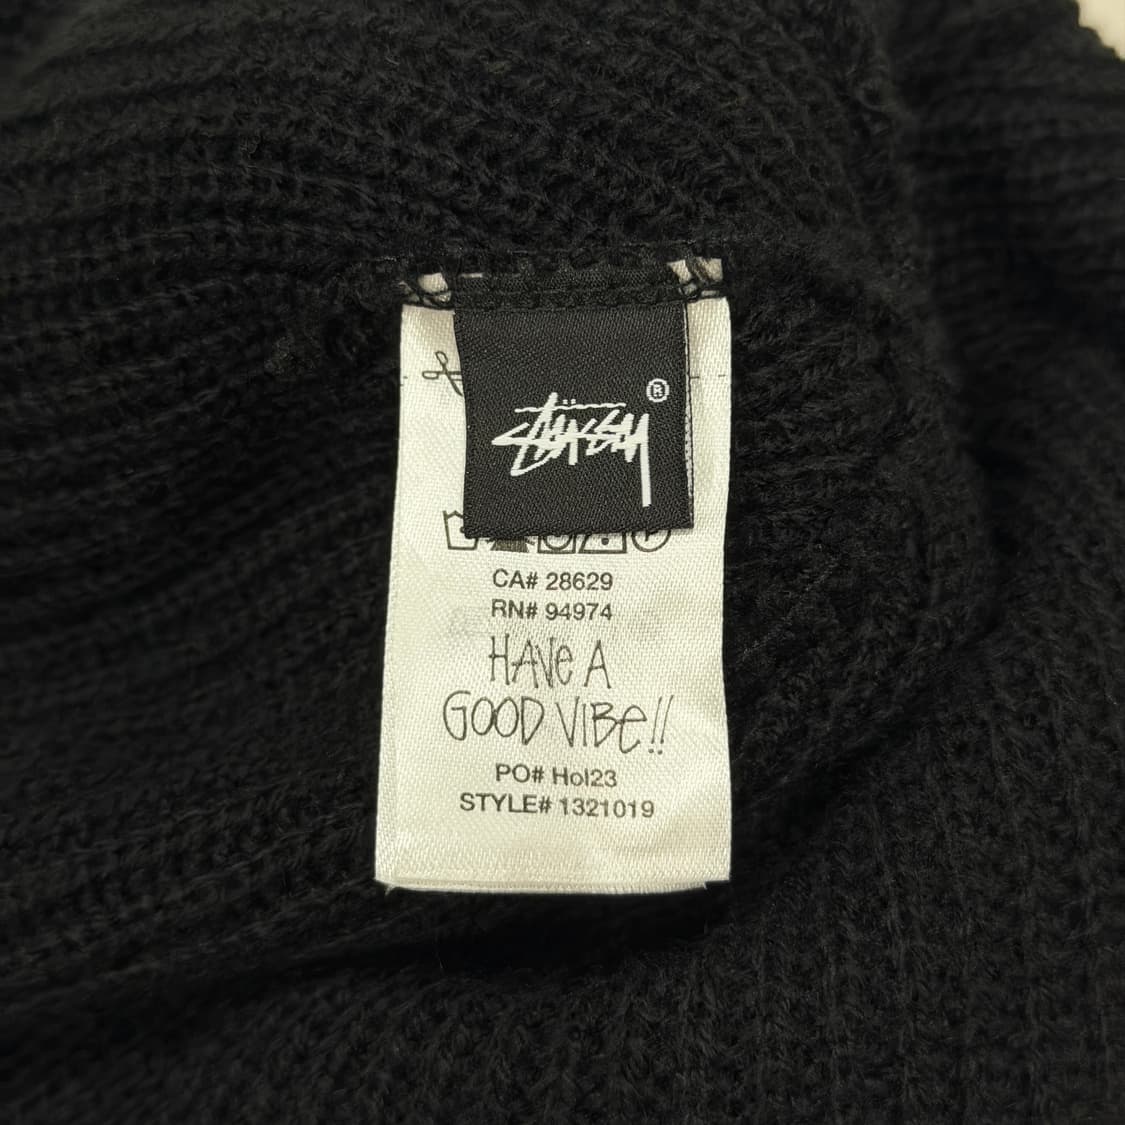 Stüssy ®
CA# 28629
RN# 94974
HAVE A
GOOD VIBE!!
PO# Hol23
STYLE# 1321019